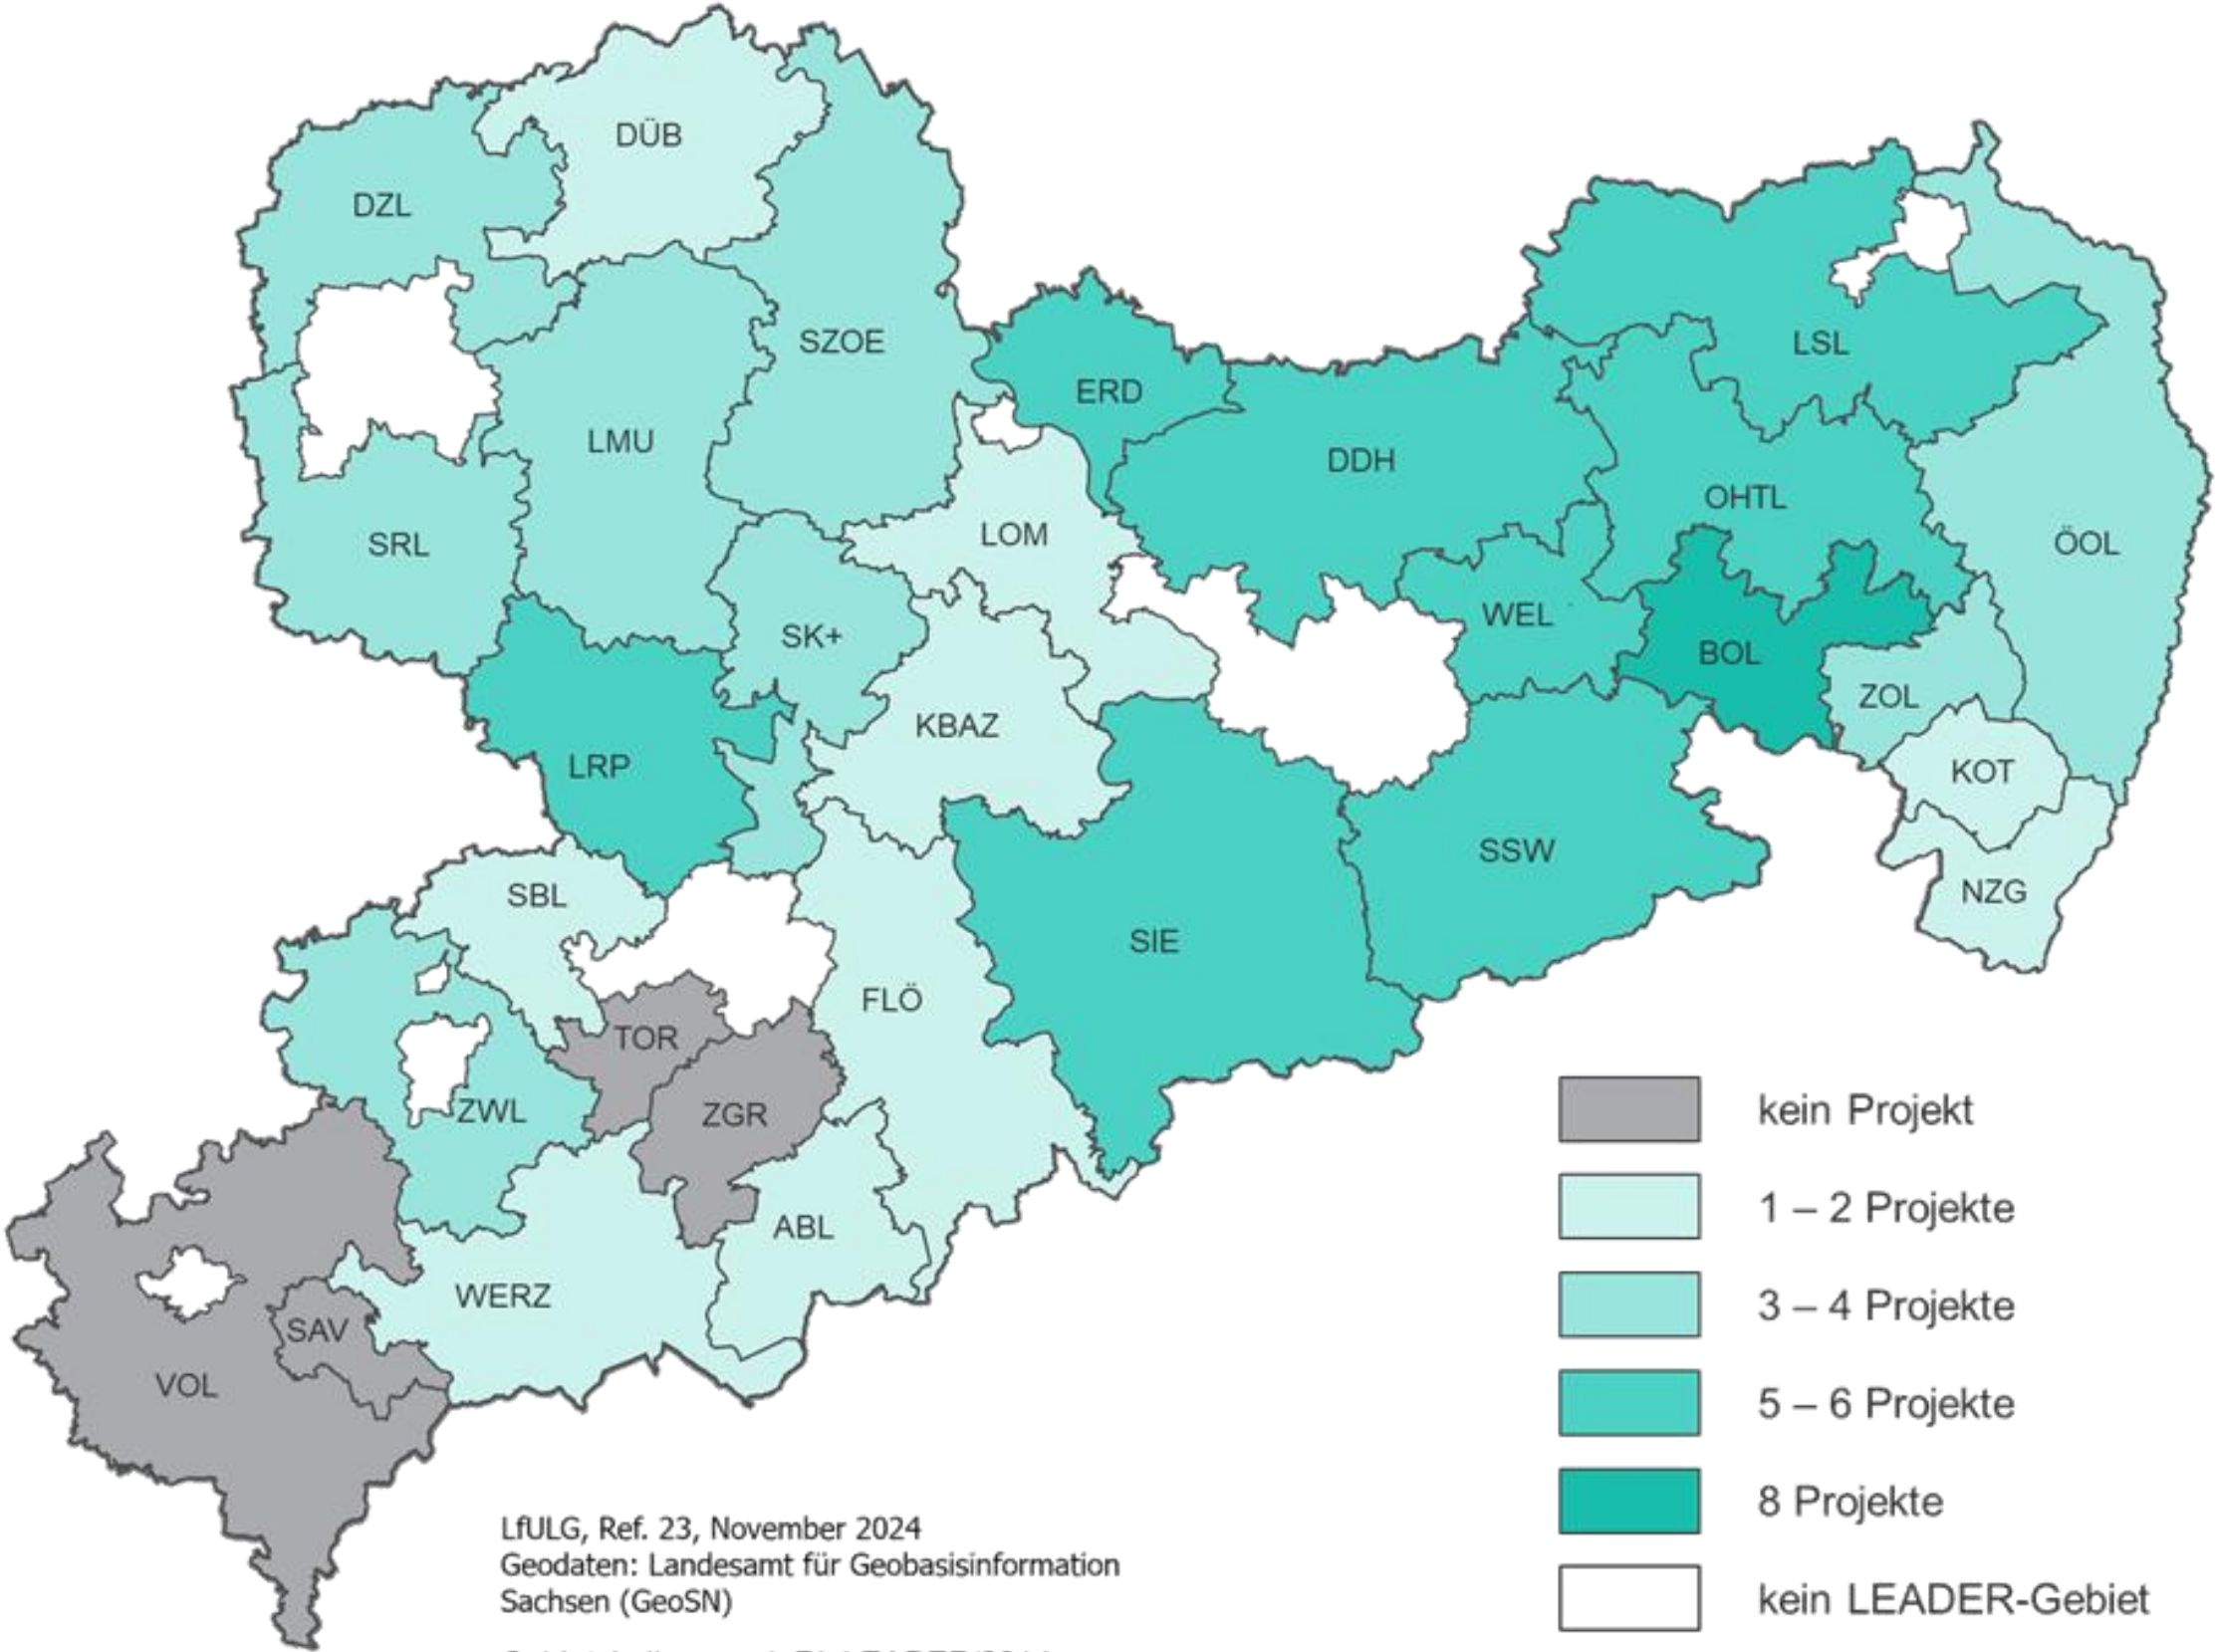 DÜB
DZL
SZOE
LSL
ERD
LMU
DDH
OHTL
LOM
SRL
ÖOL
WEL
SK+
BOL
ZOL
KBAZ
LRP
KOT
SSW
SBL
NZG
SIE
FLÖ
TOR
ZWL
ZGR
ABL
WERZ
SAV
VOL
kein Projekt
1 – 2 Projekte
3 – 4 Projekte
5 – 6 Projekte
8 Projekte
kein LEADER-Gebiet
LfULG, Ref. 23, November 2024
Geodaten: Landesamt für Geobasisinformation
Sachsen (GeoSN)